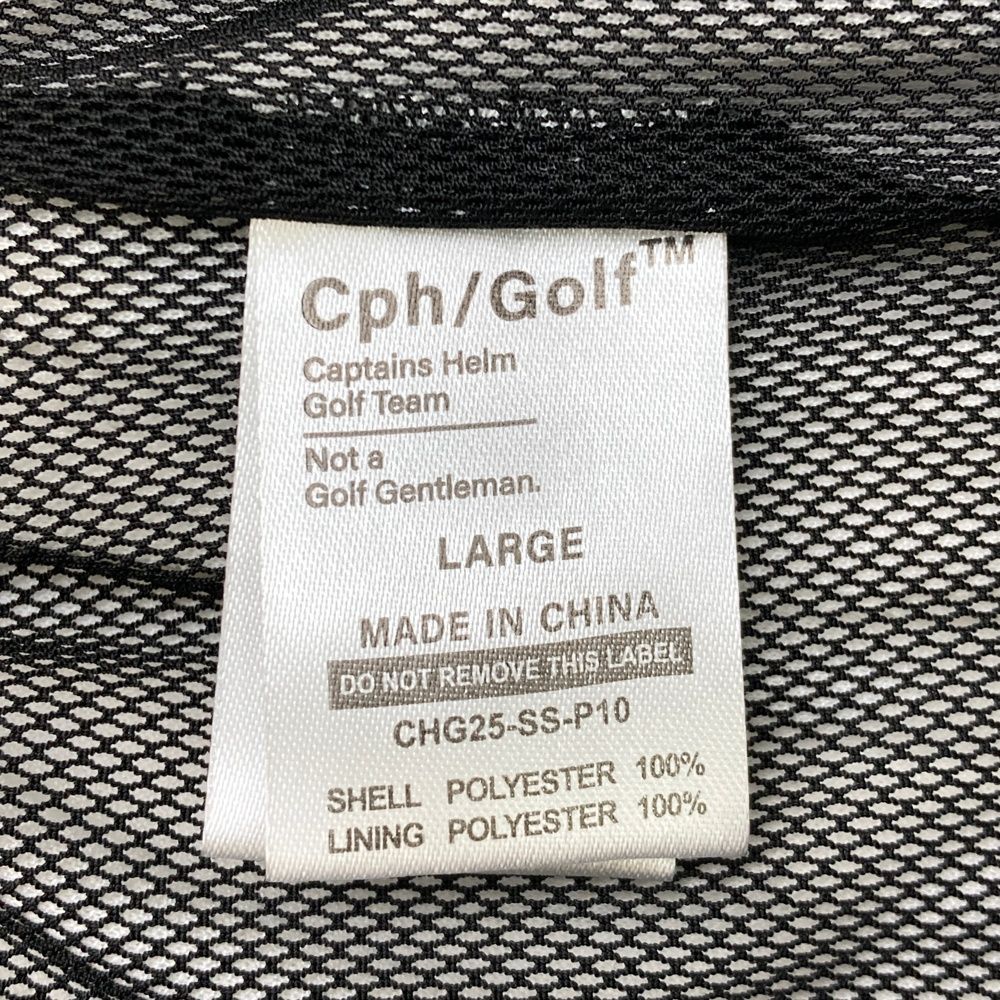 Cph/Golf™
Captains Helm
Golf Team
Not a
Golf Gentleman.
LARGE
MADE IN CHINA
DO NOT REMOVE THIS LABEL
CHG25-SS-P10
SHELL POLYESTER 100%
LINING POLYESTER 100%